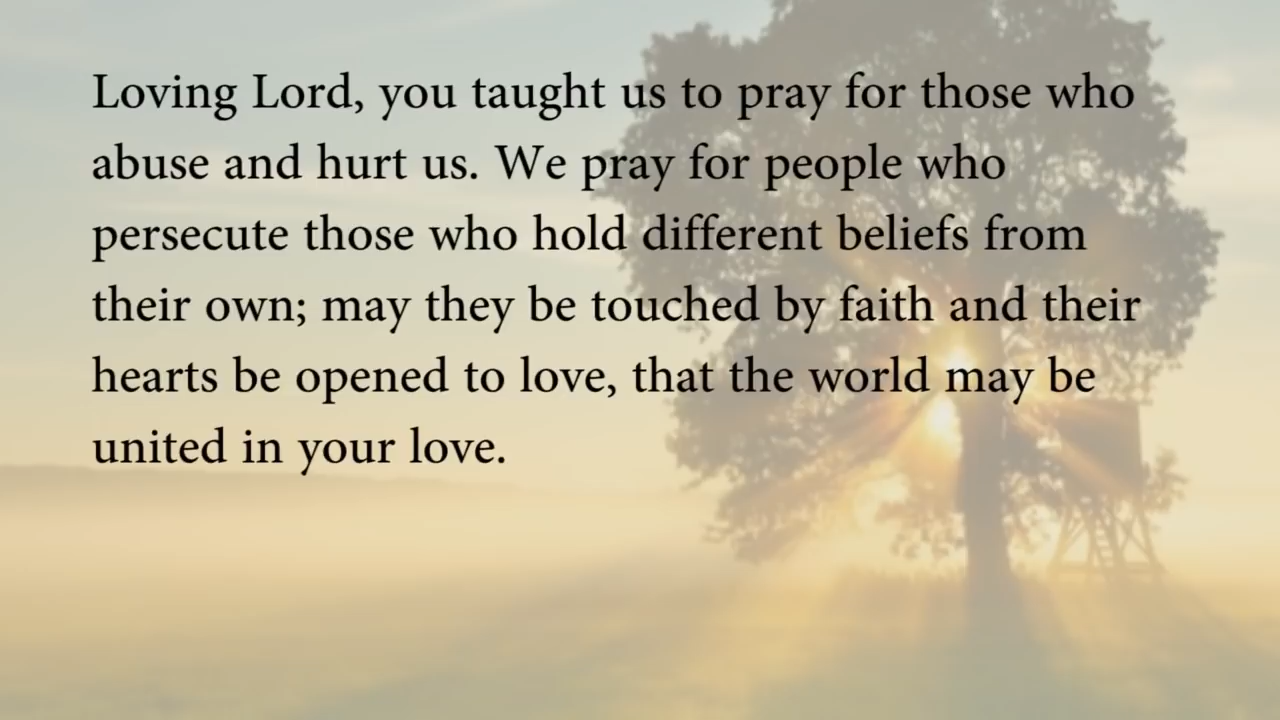 Loving Lord, you taught us to pray for those who
abuse and hurt us. We pray for people who
persecute those who hold different beliefs from
their own; may they be touched by faith and their
hearts be opened to love, that the world may be
united in your love.